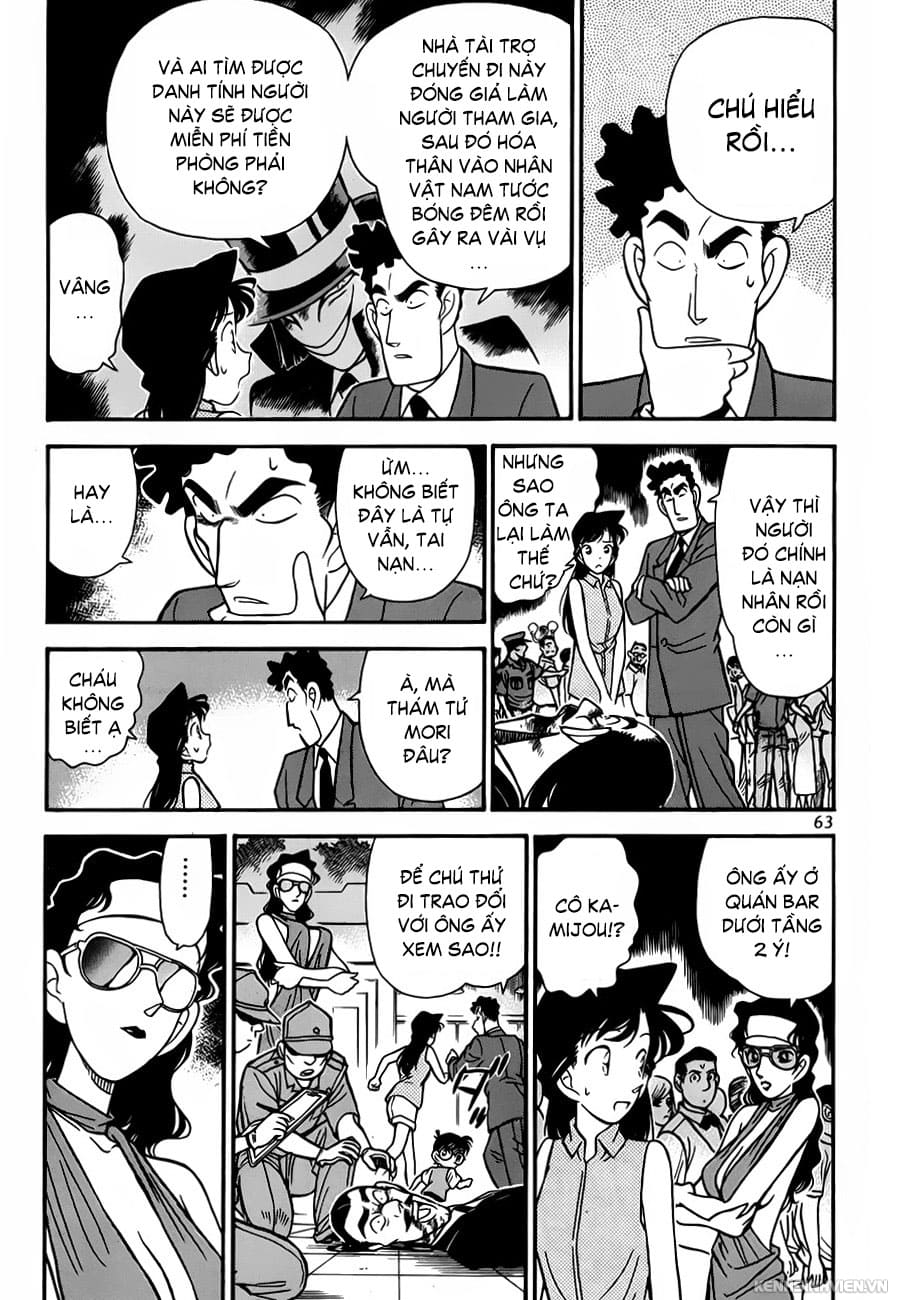 CHÚ HIỂU
RỒI...
NHÀ TÀI TRỢ
CHUYẾN ĐI NÀY
ĐÓNG GIẢ LÀM
NGƯỜI THAM GIA,
SAU ĐÓ HÓA
THÂN VÀO NHÂN
VẬT NAM TƯỚC
BÓNG ĐÊM RỒI
GÂY RA VÀI VỤ
...
VÀ AI TÌM ĐƯỢC
DANH TÍNH NGƯỜI
NÀY SẼ ĐƯỢC
MIỄN PHÍ TIỀN
PHÒNG PHẢI
KHÔNG?
VÂNG
...
VẬY THÌ
NGƯỜI
ĐÓ CHÍNH
LÀ NẠN
NHÂN RỒI
CÒN GÌ
...
NHƯNG
SAO
ÔNG TA
LẠI LÀM
THẾ
CHỨ?
ỪM...
KHÔNG BIẾT
ĐÂY LÀ TỰ
VẪN, TAI
NẠN...
HAY
LÀ...
À, MÀ
THÁM TỬ
MORI
ĐÂU?
CHÁU
KHÔNG
BIẾT Ạ
...
63
ÔNG ẤY Ở
QUÁN BAR
DƯỚI TẦNG
2 Ý!
CÔ KA-
MIJOU!?
ĐỂ CHÚ THỬ
ĐI TRAO ĐỔI
VỚI ÔNG ẤY
XEM SAO!!
......